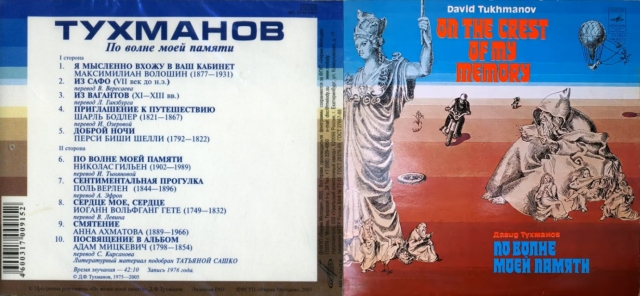 ТУХМАНОВ
По волне моей памяти
I сторона
1. Я МЫСЛЕННО ВХОЖУ В ВАШ КАБИНЕТ
МАКСИМИЛИАН ВОЛОШИН (1877—1931)
2. ИЗ САФО (VII век до н.э.)
перевод В. Вересаева
3. ИЗ ВАГАНТОВ (XI—XIII вв.)
перевод Л. Гинзбурга
4. ПРИГЛАШЕНИЕ К ПУТЕШЕСТВИЮ
ШАРЛЬ БОДЛЕР (1821—1867)
перевод И. Озеровой
5. ДОБРОЙ НОЧИ
ПЕРСИ БИШИ ШЕЛЛИ (1792—1822)
II сторона
6. ПО ВОЛНЕ МОЕЙ ПАМЯТИ
НИКОЛАС ГИЛЬЕН (1902—1989)
перевод И. Тыняновой
7. СЕНТИМЕНТАЛЬНАЯ ПРОГУЛКА
ПОЛЬ ВЕРЛЕН (1844—1896)
перевод А. Эфрон
8. СЕРДЦЕ МОЕ, СЕРДЦЕ
ИОГАНН ВОЛЬФГАНГ ГЕТЕ (1749—1832)
перевод В. Левика
9. СМЯТЕНИЕ
АННА АХМАТОВА (1889—1966)
10. ПОСВЯЩЕНИЕ В АЛЬБОМ
АДАМ МИЦКЕВИЧ (1798—1854)
перевод С. Кирсанова
Литературный материал подобран ТАТЬЯНОЙ САШКО
Время звучания — 42:10 Запись 1976 года.
© Д.Ф. Тухманов, 1975—2005
David Tukhmanov
ON THE CREST
OF MY
MEMORY
Давид Тухманов
ПО ВОЛНЕ
МОЕЙ ПАМЯТИ